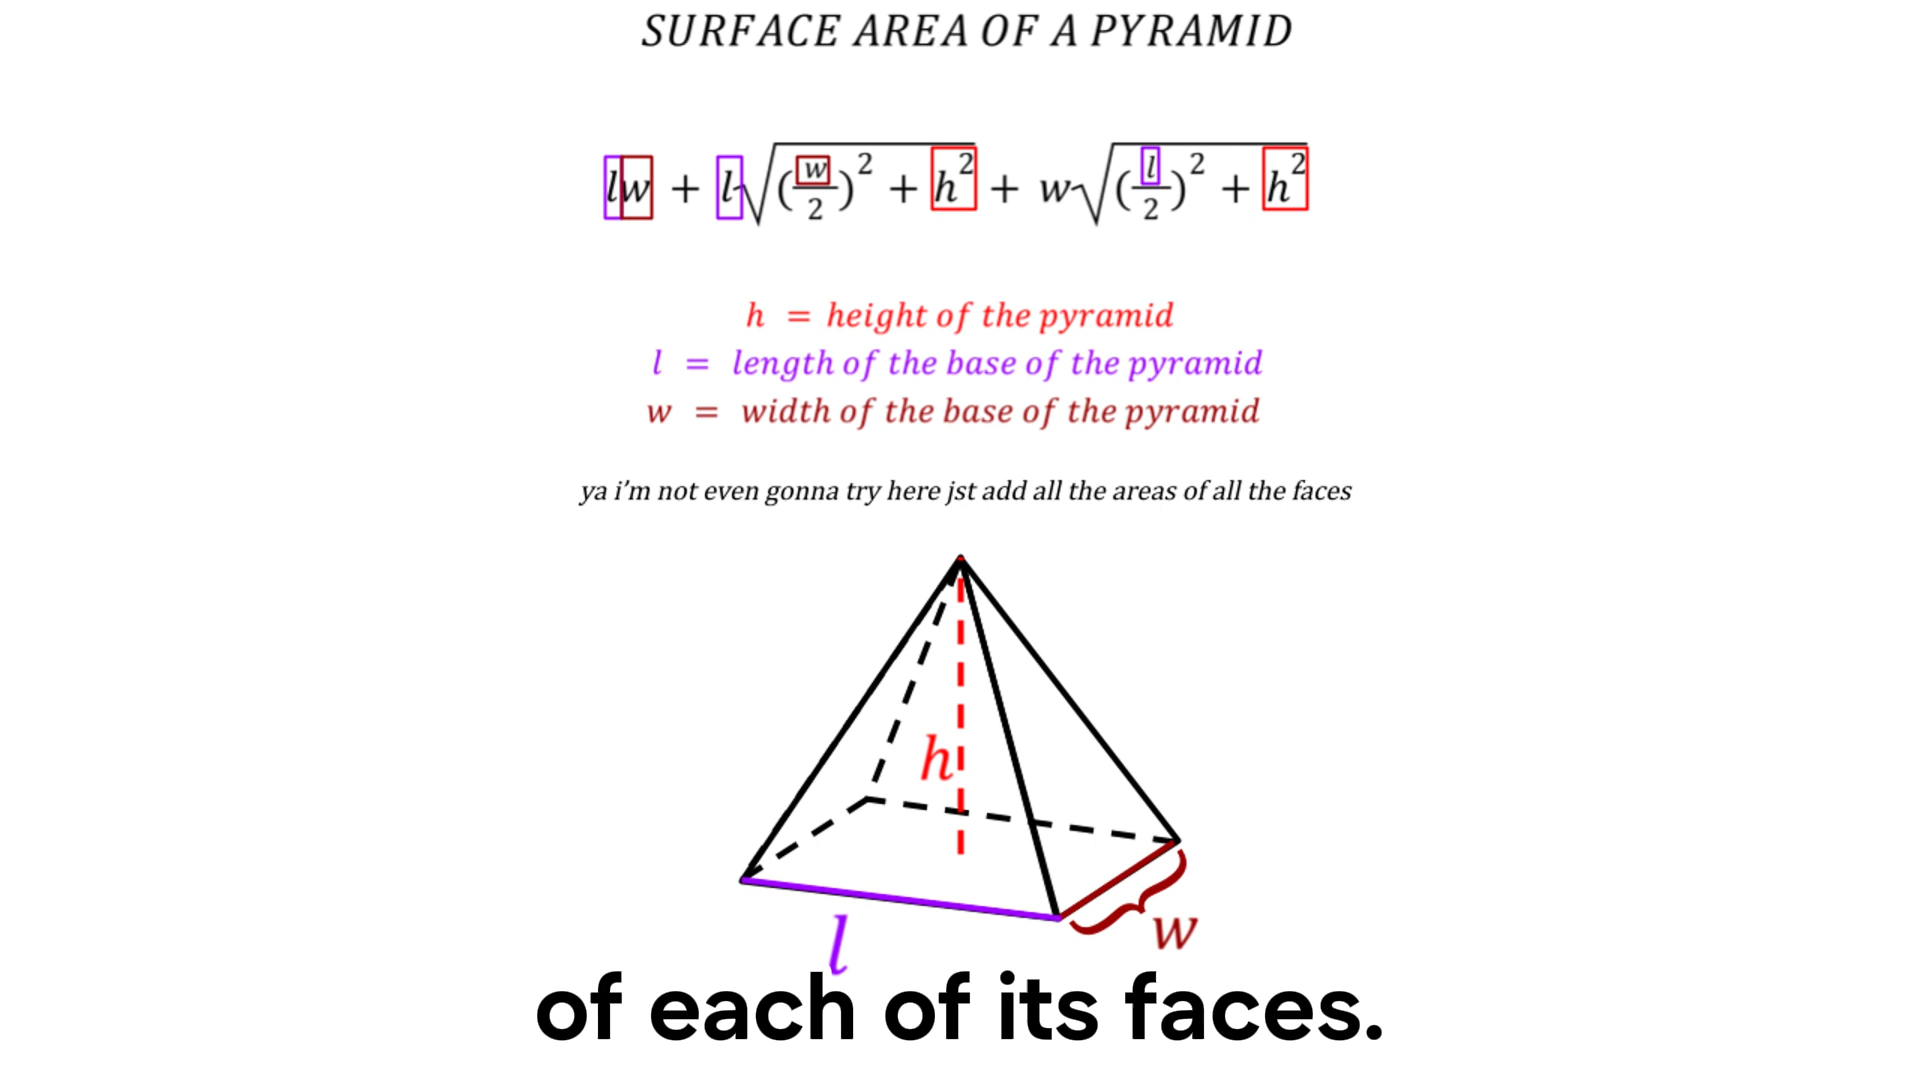 SURFACE AREA OF A PYRAMID
lw + l√(w/2)² + h² + w√(l/2)² + h²
h = height of the pyramid
l = length of the base of the pyramid
w = width of the base of the pyramid
ya i'm not even gonna try here jst add all the areas of all the faces
h
l
w
of each of its faces.